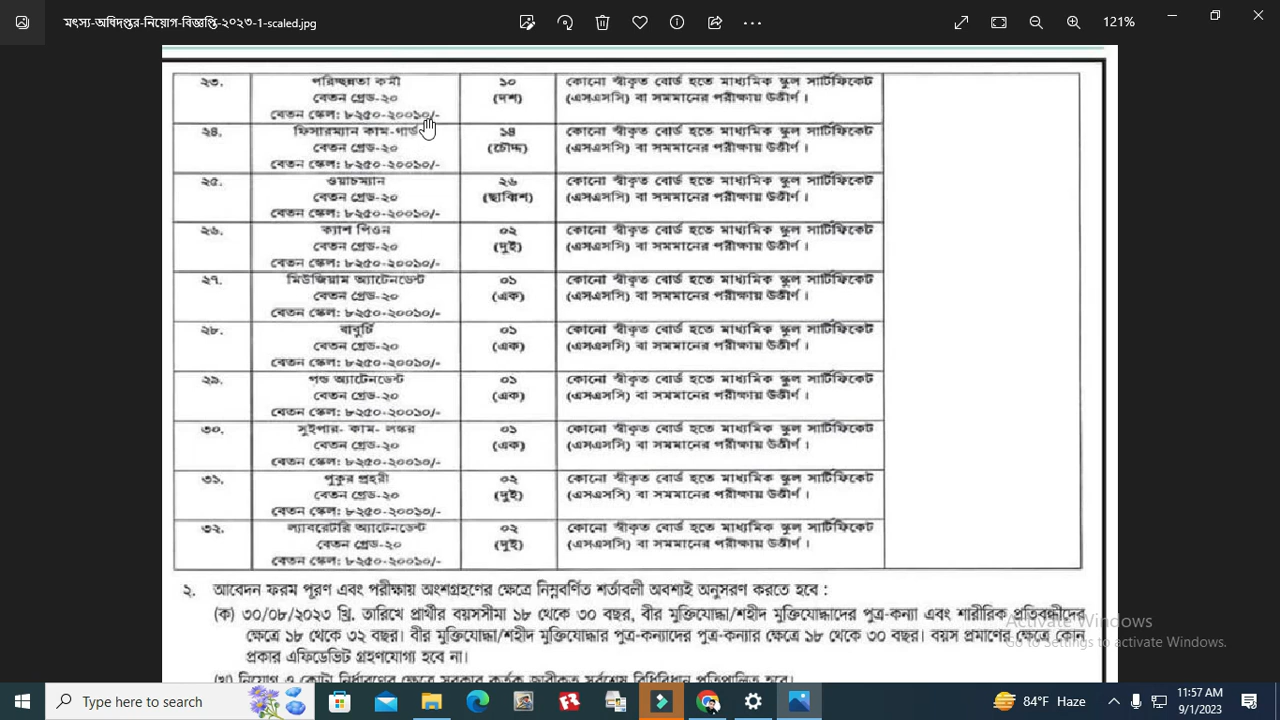 মৎস্য-অধিদপ্তর-নিয়োগ-বিজ্ঞপ্তি-২০২৩-1-scaled.jpg
121%
২৩. পরিচ্ছন্নতা কর্মী ১০ কোনো স্বীকৃত বোর্ড হতে মাধ্যমিক স্কুল সার্টিফিকেট
বেতন গ্রেড-২০ (দশ) (এসএসসি) বা সমমানের পরীক্ষায় উত্তীর্ণ।
বেতন স্কেল: ৮২৫০-২০০১০/-
২৪. ফিসারম্যান কাম-গার্ড ১৪ কোনো স্বীকৃত বোর্ড হতে মাধ্যমিক স্কুল সার্টিফিকেট
বেতন গ্রেড-২০ (চৌদ্দ) (এসএসসি) বা সমমানের পরীক্ষায় উত্তীর্ণ।
বেতন স্কেল: ৮২৫০-২০০১০/-
২৫. ওয়াচম্যান ২৬ কোনো স্বীকৃত বোর্ড হতে মাধ্যমিক স্কুল সার্টিফিকেট
বেতন গ্রেড-২০ (ছাব্বিশ) (এসএসসি) বা সমমানের পরীক্ষায় উত্তীর্ণ।
বেতন স্কেল: ৮২৫০-২০০১০/-
২৬. ক্যাশ পিওন ০২ কোনো স্বীকৃত বোর্ড হতে মাধ্যমিক স্কুল সার্টিফিকেট
বেতন গ্রেড-২০ (দুই) (এসএসসি) বা সমমানের পরীক্ষায় উত্তীর্ণ।
বেতন স্কেল: ৮২৫০-২০০১০/-
২৭. মিউজিয়াম অ্যাটেনডেন্ট ০১ কোনো স্বীকৃত বোর্ড হতে মাধ্যমিক স্কুল সার্টিফিকেট
বেতন গ্রেড-২০ (এক) (এসএসসি) বা সমমানের পরীক্ষায় উত্তীর্ণ।
বেতন স্কেল: ৮২৫০-২০০১০/-
২৮. বাবুর্চি ০১ কোনো স্বীকৃত বোর্ড হতে মাধ্যমিক স্কুল সার্টিফিকেট
বেতন গ্রেড-২০ (এক) (এসএসসি) বা সমমানের পরীক্ষায় উত্তীর্ণ।
বেতন স্কেল: ৮২৫০-২০০১০/-
২৯. পন্ড অ্যাটেনডেন্ট ০১ কোনো স্বীকৃত বোর্ড হতে মাধ্যমিক স্কুল সার্টিফিকেট
বেতন গ্রেড-২০ (এক) (এসএসসি) বা সমমানের পরীক্ষায় উত্তীর্ণ।
বেতন স্কেল: ৮২৫০-২০০১০/-
৩০. সুইপার- কাম- লস্কর ০১ কোনো স্বীকৃত বোর্ড হতে মাধ্যমিক স্কুল সার্টিফিকেট
বেতন গ্রেড-২০ (এক) (এসএসসি) বা সমমানের পরীক্ষায় উত্তীর্ণ।
বেতন স্কেল: ৮২৫০-২০০১০/-
৩১. পুকুর প্রহরী ০২ কোনো স্বীকৃত বোর্ড হতে মাধ্যমিক স্কুল সার্টিফিকেট
বেতন গ্রেড-২০ (দুই) (এসএসসি) বা সমমানের পরীক্ষায় উত্তীর্ণ।
বেতন স্কেল: ৮২৫০-২০০১০/-
৩২. ল্যাবরেটরি অ্যাটেনডেন্ট ০২ কোনো স্বীকৃত বোর্ড হতে মাধ্যমিক স্কুল সার্টিফিকেট
বেতন গ্রেড-২০ (দুই) (এসএসসি) বা সমমানের পরীক্ষায় উত্তীর্ণ।
বেতন স্কেল: ৮২৫০-২০০১০/-
২. আবেদন ফরম পূরণ এবং পরীক্ষায় অংশগ্রহণের ক্ষেত্রে নিম্নবর্ণিত শর্তাবলী অবশ্যই অনুসরণ করতে হবে :
(ক) ৩০/০৮/২০২৩ খ্রি. তারিখে প্রার্থীর বয়সসীমা ১৮ থেকে ৩০ বছর, বীর মুক্তিযোদ্ধা/শহীদ মুক্তিযোদ্ধাদের পুত্র-কন্যা এবং শারীরিক প্রতিবন্ধীদের
ক্ষেত্রে ১৮ থেকে ৩২ বছর। বীর মুক্তিযোদ্ধা/শহীদ মুক্তিযোদ্ধার পুত্র-কন্যাদের পুত্র-কন্যার ক্ষেত্রে ১৮ থেকে ৩০ বছর। বয়স প্রমাণের ক্ষেত্রে কোন
প্রকার এফিডেভিট গ্রহণযোগ্য হবে না।
(খ) নিয়োগ ও কোটা নির্ধারণের ক্ষেত্রে সরকার কর্তৃক জারীকৃত সর্বশেষ বিধিবিধান প্রতিপালিত হবে।
Activate Windows
Go to Settings to activate Windows.
Type here to search
84°F Haze
11:57 AM
9/1/2023